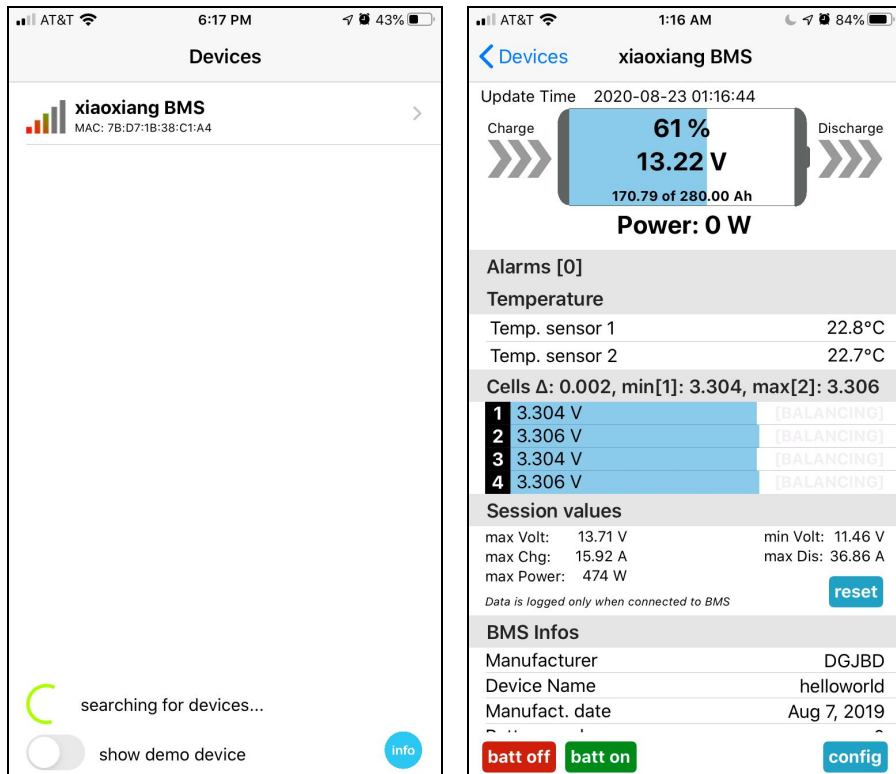 AT&T 6:17 PM 43%
Devices
xiaoxiang BMS
MAC: 7B:D7:1B:38:C1:A4
searching for devices...
show demo device
info
AT&T 1:16 AM 84%
Devices xiaoxiang BMS
Update Time 2020-08-23 01:16:44
Charge 61 % Discharge
13.22 V
170.79 of 280.00 Ah
Power: 0 W
Alarms [0]
Temperature
Temp. sensor 1 22.8°C
Temp. sensor 2 22.7°C
Cells Δ: 0.002, min[1]: 3.304, max[2]: 3.306
1 3.304 V [BALANCING]
2 3.306 V [BALANCING]
3 3.304 V [BALANCING]
4 3.306 V [BALANCING]
Session values
max Volt: 13.71 V min Volt: 11.46 V
max Chg: 15.92 A max Dis: 36.86 A
max Power: 474 W
reset
Data is logged only when connected to BMS
BMS Infos
Manufacturer DGJBD
Device Name helloworld
Manufact. date Aug 7, 2019
batt off batt on config